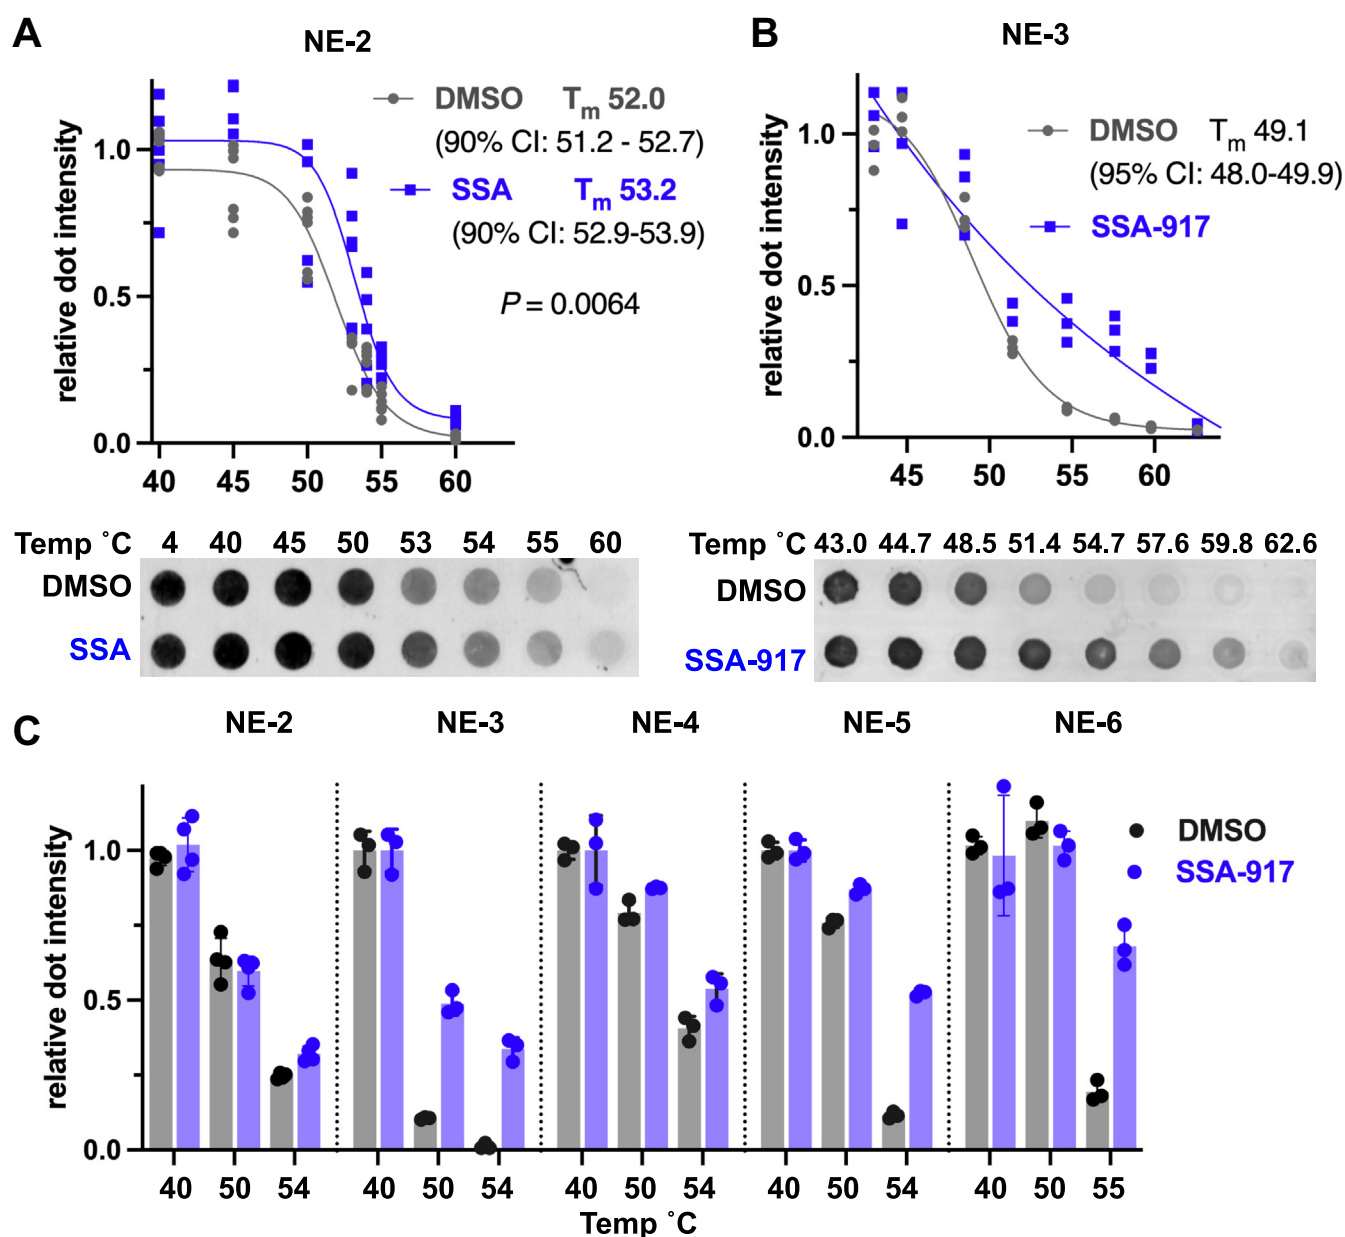 A
NE-2
DMSO Tm 52.0
(90% CI: 51.2 - 52.7)
SSA Tm 53.2
(90% CI: 52.9-53.9)
P = 0.0064
relative dot intensity
1.0
0.5
0.0
40 45 50 55 60
Temp ˚C 4 40 45 50 53 54 55 60
DMSO
SSA
B
NE-3
DMSO Tm 49.1
(95% CI: 48.0-49.9)
SSA-917
relative dot intensity
1.0
0.5
0.0
45 50 55 60
Temp ˚C 43.0 44.7 48.5 51.4 54.7 57.6 59.8 62.6
DMSO
SSA-917
C
NE-2 NE-3 NE-4 NE-5 NE-6
DMSO
SSA-917
relative dot intensity
1.0
0.5
0.0
40 50 54 40 50 54 40 50 54 40 50 54 40 50 55
Temp ˚C